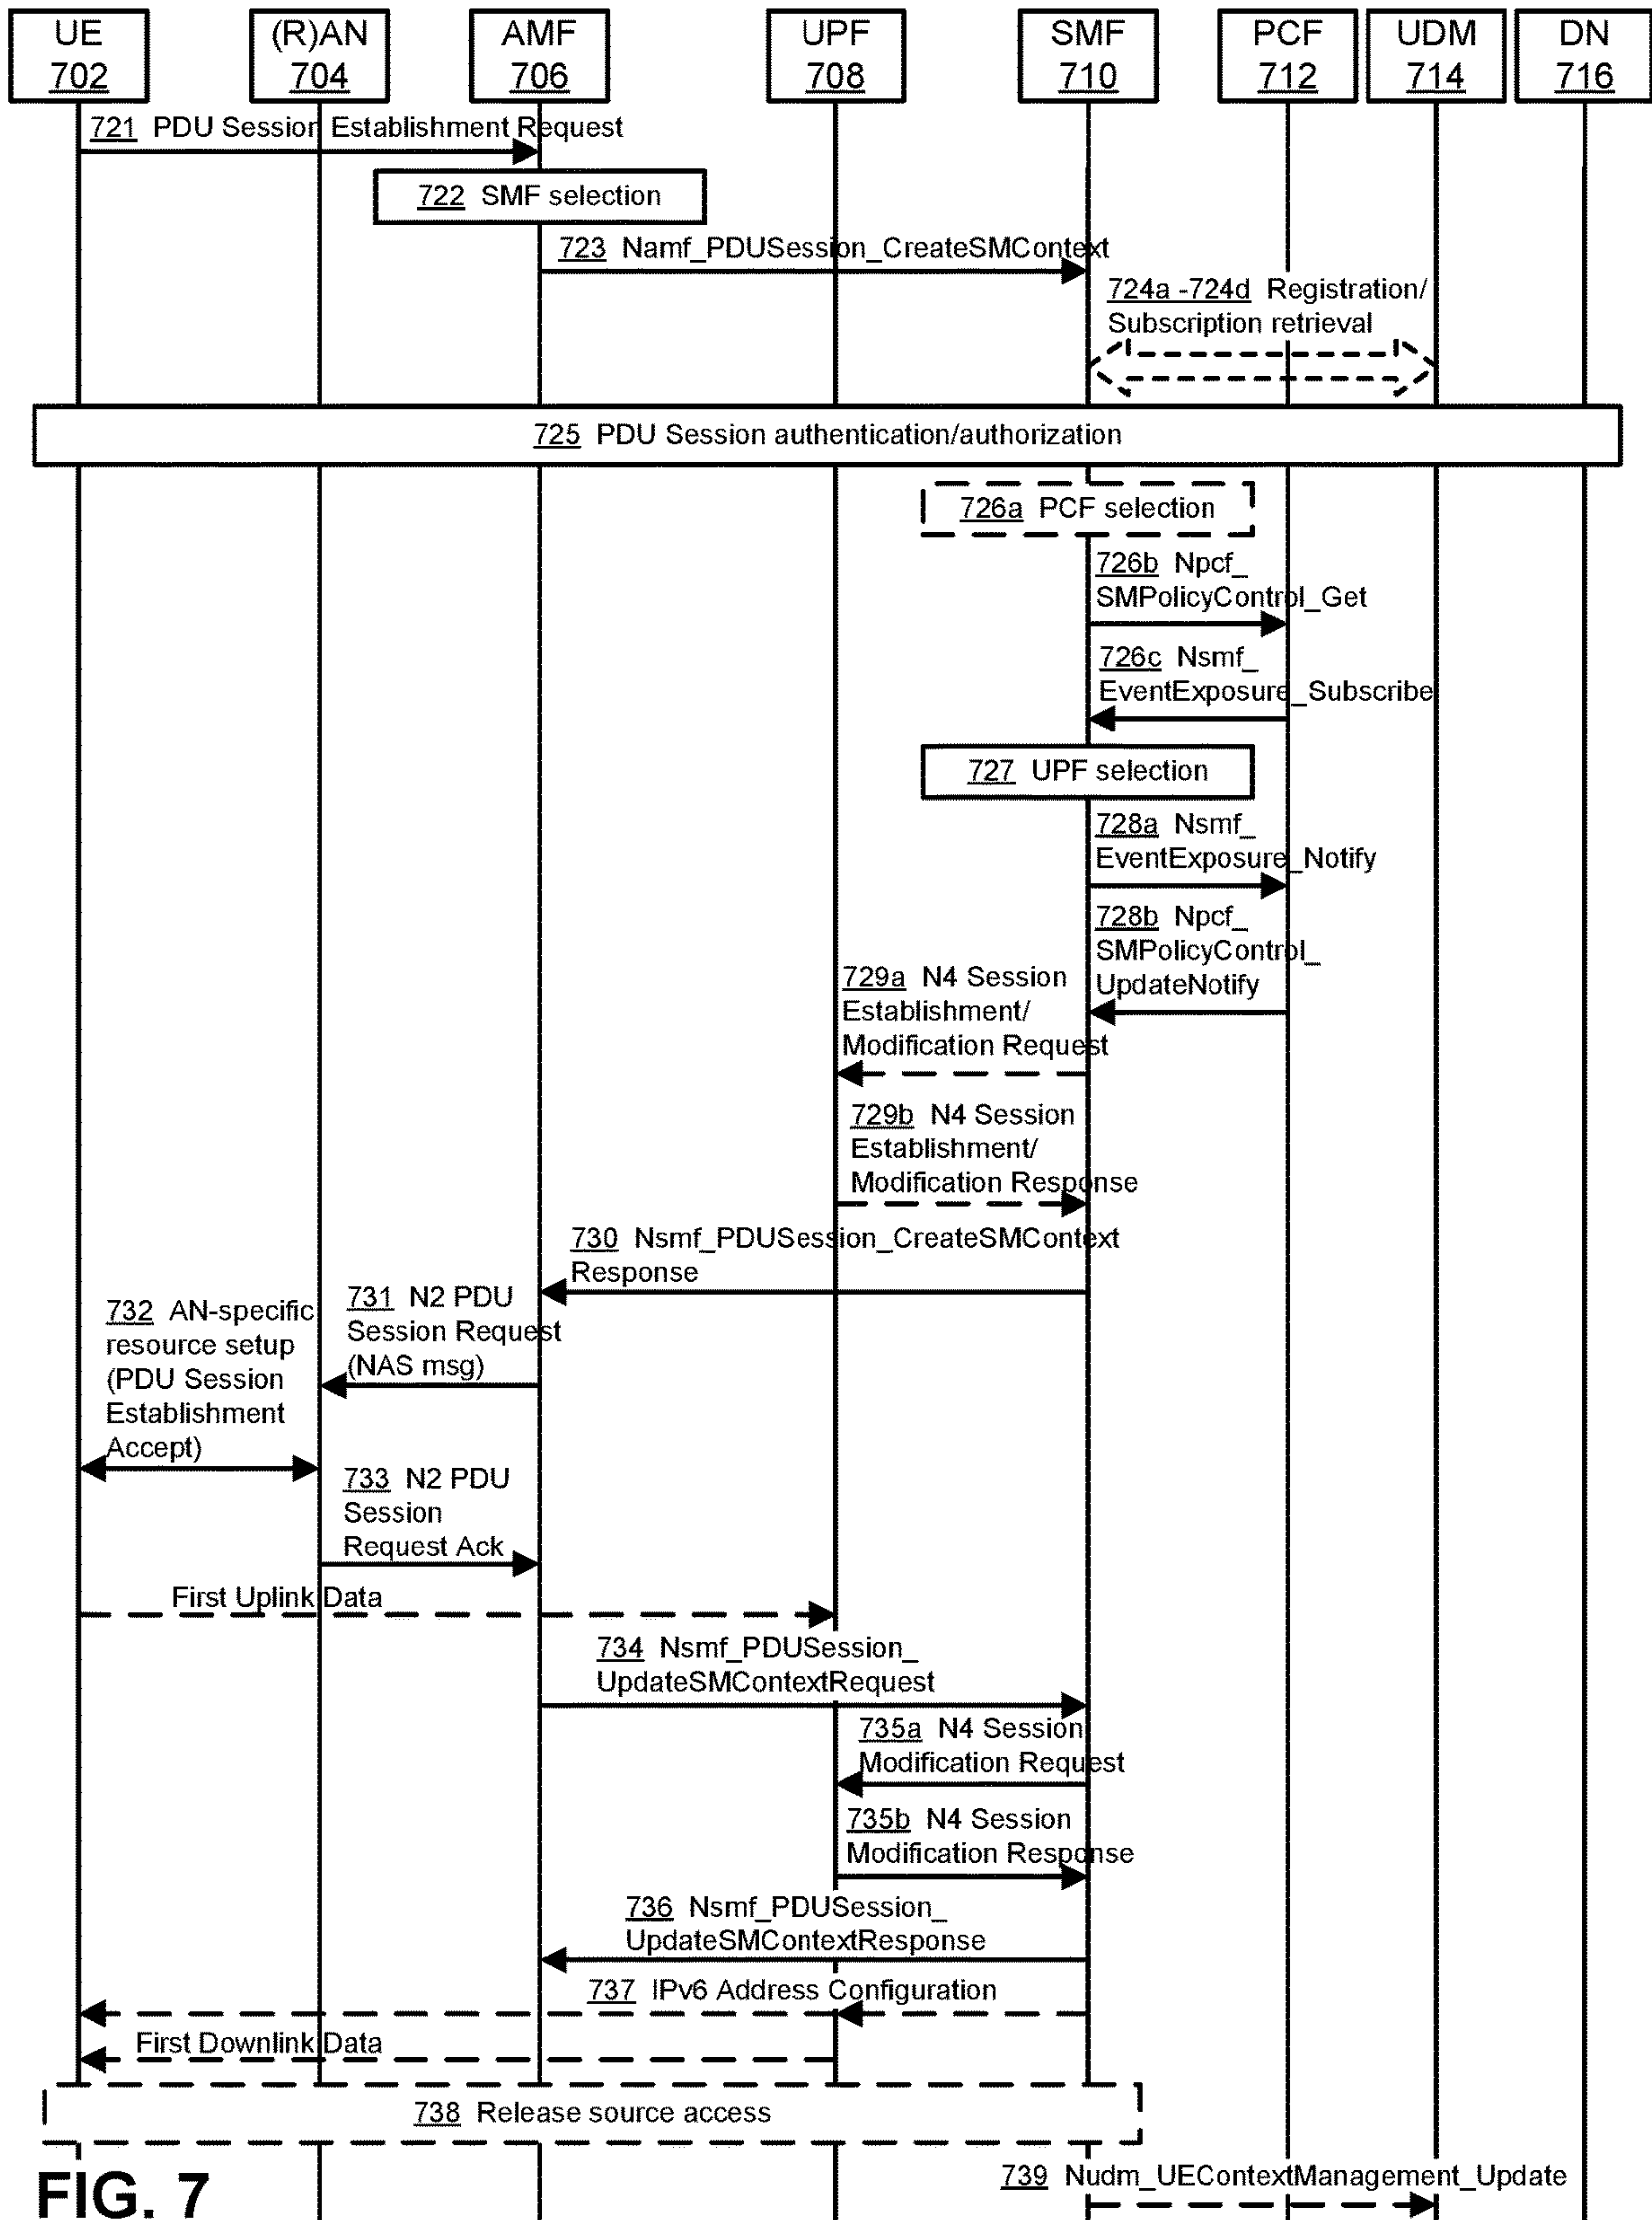 UE
702
(R)AN
704
AMF
706
UPF
708
SMF
710
PCF
712
UDM
714
DN
716
721 PDU Session Establishment Request
722 SMF selection
723 Namf_PDUSession_CreateSMContext
724a -724d Registration/
Subscription retrieval
725 PDU Session authentication/authorization
726a PCF selection
726b Npcf_
SMPolicyControl_Get
726c Nsmf_
EventExposure_Subscribe
727 UPF selection
728a Nsmf_
EventExposure_Notify
728b Npcf_
SMPolicyControl_
UpdateNotify
729a N4 Session
Establishment/
Modification Request
729b N4 Session
Establishment/
Modification Response
730 Nsmf_PDUSession_CreateSMContext
Response
731 N2 PDU
Session Request
(NAS msg)
732 AN-specific
resource setup
(PDU Session
Establishment
Accept)
733 N2 PDU
Session
Request Ack
First Uplink Data
734 Nsmf_PDUSession_
UpdateSMContextRequest
735a N4 Session
Modification Request
735b N4 Session
Modification Response
736 Nsmf_PDUSession_
UpdateSMContextResponse
737 IPv6 Address Configuration
First Downlink Data
738 Release source access
739 Nudm_UEContextManagement_Update
FIG. 7